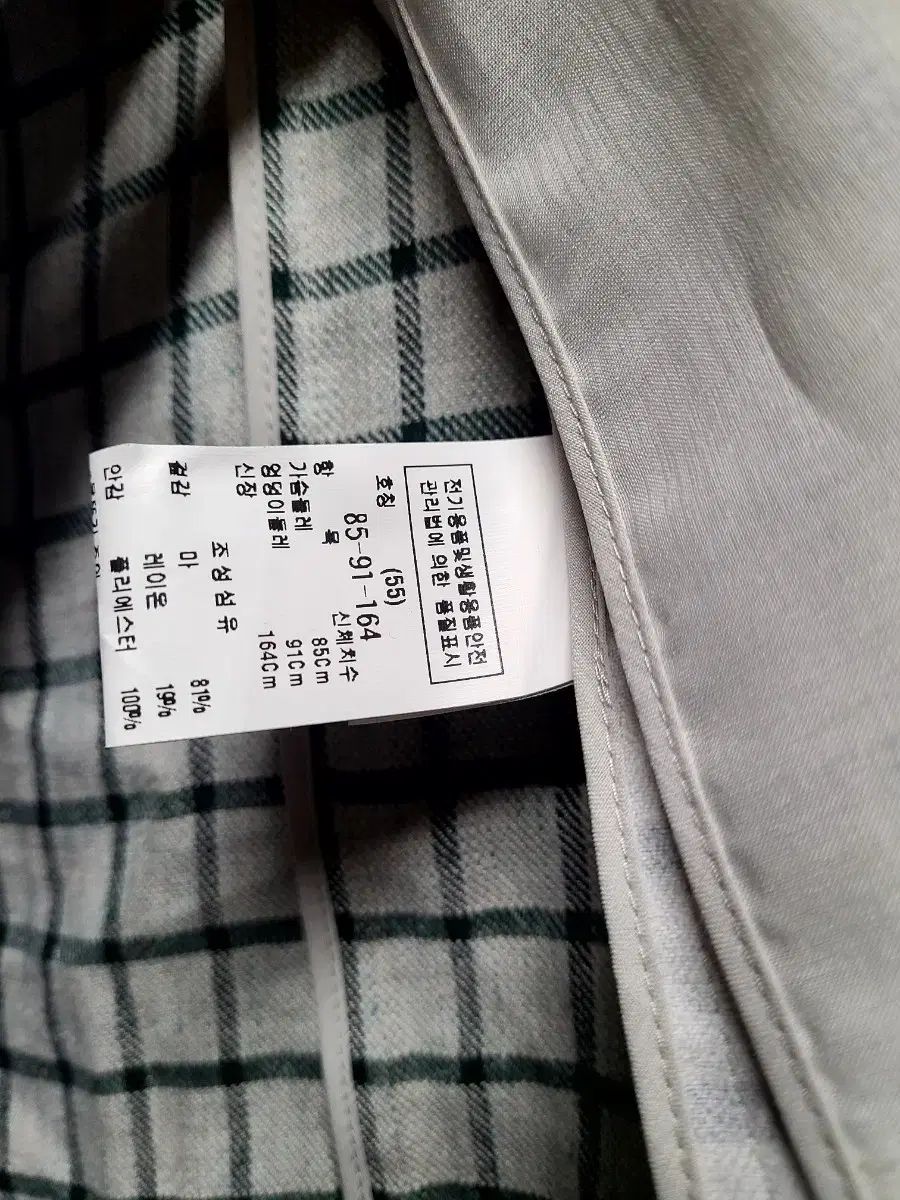 전기용품및생활용품안전
관리법에 의한 품질표시
호칭 (55)
85-91-164
항 목 신체치수
가슴둘레 85Cm
엉덩이둘레 91Cm
신장 164Cm
조성섬유
겉감 마 81%
레이온 19%
안감 폴리에스터 100%